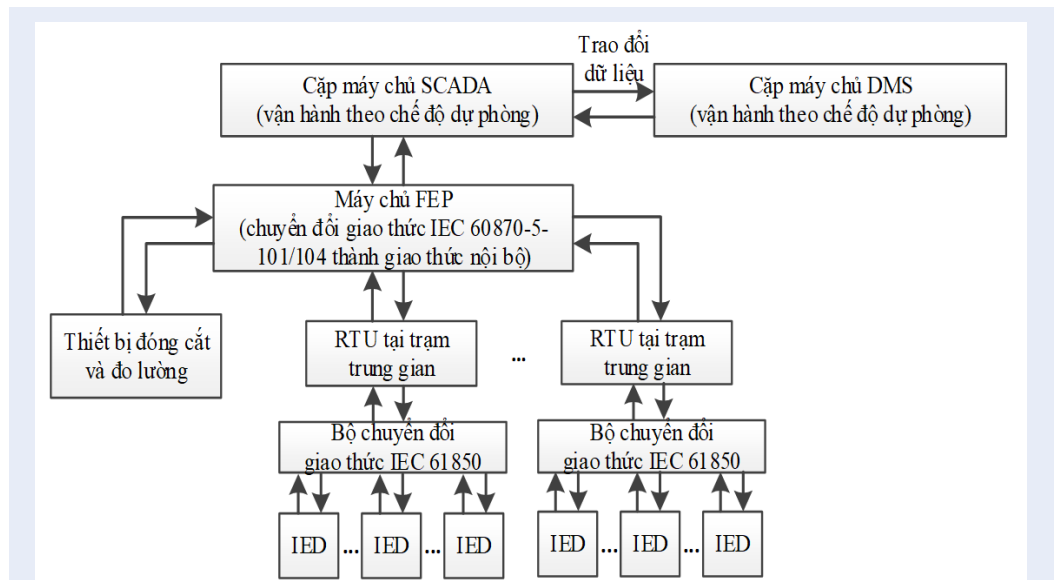 Trao đổi
dữ liệu
Cặp máy chủ SCADA
(vận hành theo chế độ dự phòng)
Cặp máy chủ DMS
(vận hành theo chế độ dự phòng)
Máy chủ FEP
(chuyển đổi giao thức IEC 60870-5-
101/104 thành giao thức nội bộ)
Thiết bị đóng cắt
và đo lường
RTU tại trạm
trung gian
...
RTU tại trạm
trung gian
Bộ chuyển đổi
giao thức IEC 61850
Bộ chuyển đổi
giao thức IEC 61850
IED ... IED ... IED
IED ... IED ... IED